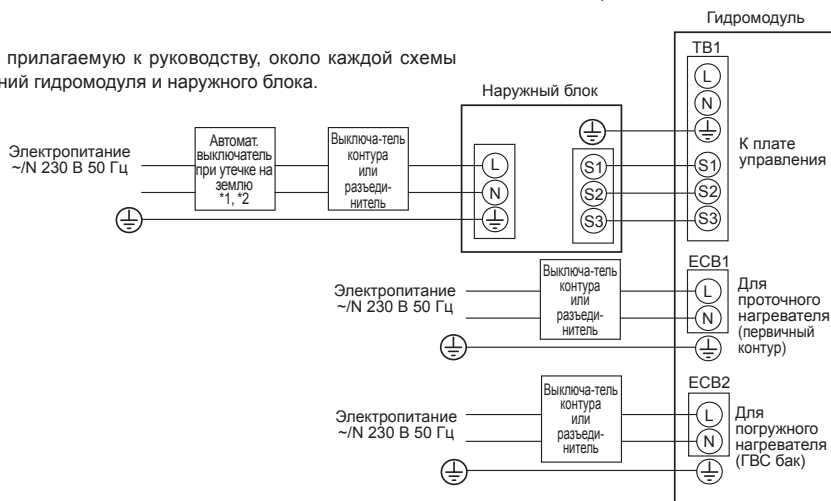 Гидромодуль
прилагаемую к руководству, около каждой схемы
ний гидромодуля и наружного блока.
TB1
L
N
К плате
управления
S1
S2
S3
Наружный блок
Электропитание
~/N 230 В 50 Гц
Автомат.
выключатель
при утечке на
землю
*1, *2
Выключа-тель
контура
или
разъеди-
нитель
L
N
S1
S2
S3
ECB1
Электропитание
~/N 230 В 50 Гц
Выключа-тель
контура
или
разъеди-
нитель
L
N
Для
проточного
нагревателя
(первичный
контур)
ECB2
Электропитание
~/N 230 В 50 Гц
Выключа-тель
контура
или
разъеди-
нитель
L
N
Для
погружного
нагревателя
(ГВС бак)